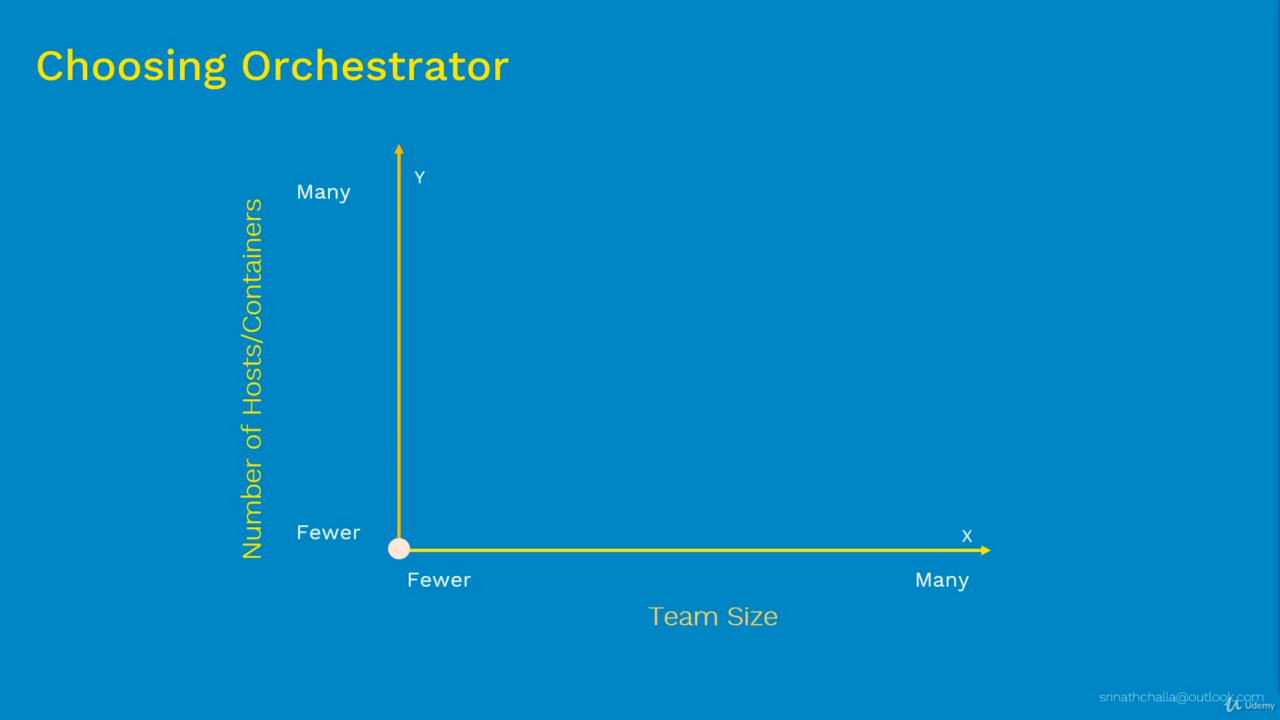 Choosing Orchestrator
Y
Many
Number of Hosts/Containers
Fewer
X
Fewer
Many
Team Size
srinathchalla@outlook.com
Udemy